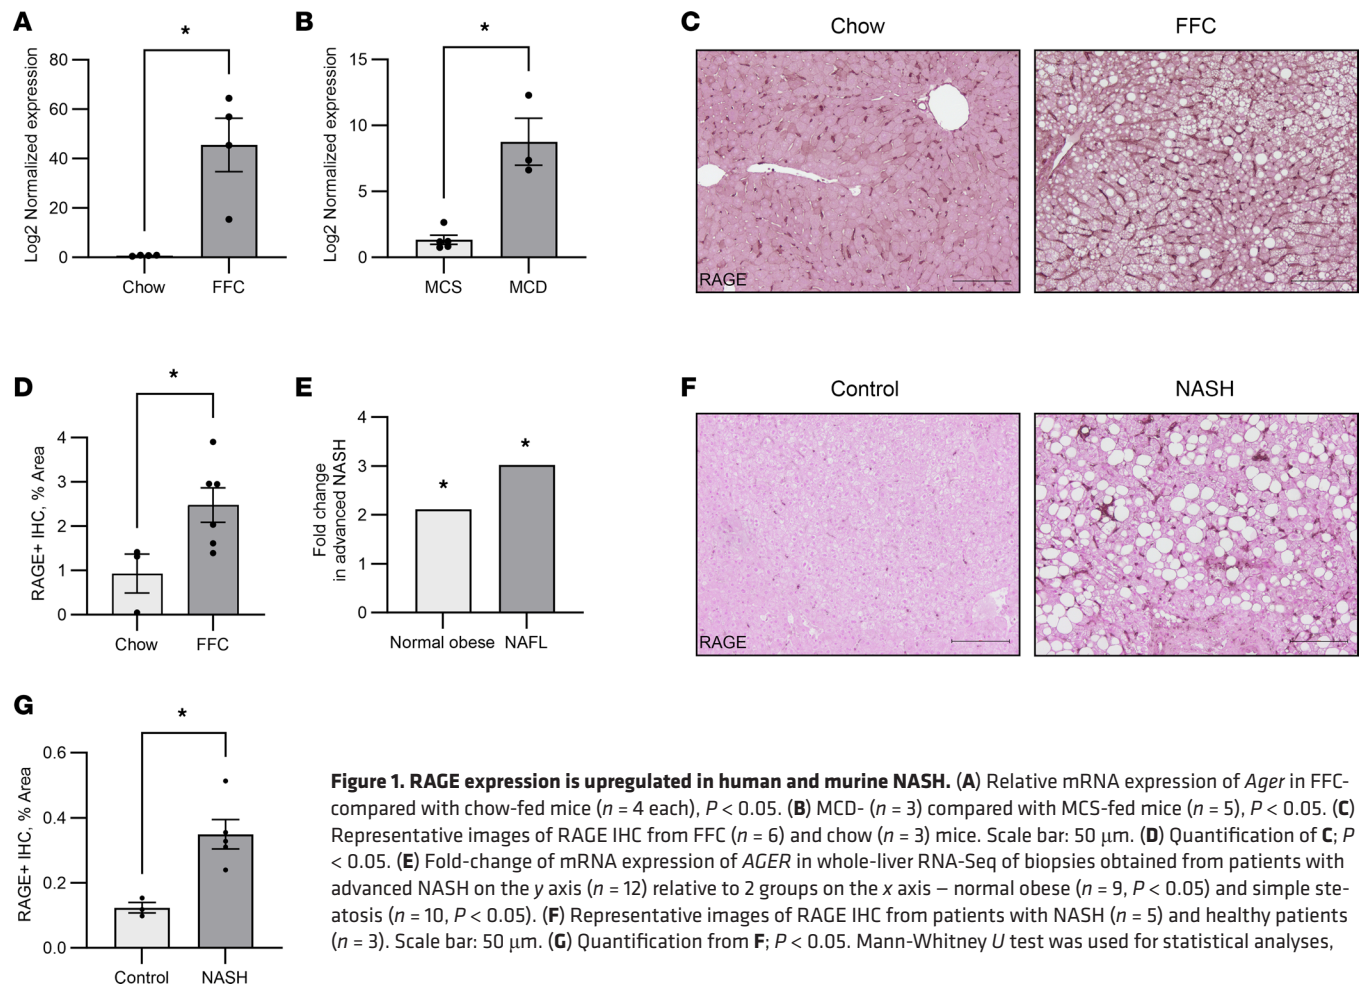 A
*
Log2 Normalized expression
80
60
40
20
0
Chow FFC
B
*
Log2 Normalized expression
15
10
5
0
MCS MCD
C
Chow FFC
RAGE
D
*
RAGE+ IHC, % Area
4
3
2
1
0
Chow FFC
E
Fold change
in advanced NASH
4
3
2
1
0
*
*
Normal obese NAFL
F
Control NASH
RAGE
G
*
RAGE+ IHC, % Area
0.6
0.4
0.2
0.0
Control NASH
Figure 1. RAGE expression is upregulated in human and murine NASH. (A) Relative mRNA expression of Ager in FFC-
compared with chow-fed mice (n = 4 each), P < 0.05. (B) MCD- (n = 3) compared with MCS-fed mice (n = 5), P < 0.05. (C)
Representative images of RAGE IHC from FFC (n = 6) and chow (n = 3) mice. Scale bar: 50 μm. (D) Quantification of C; P
< 0.05. (E) Fold-change of mRNA expression of AGER in whole-liver RNA-Seq of biopsies obtained from patients with
advanced NASH on the y axis (n = 12) relative to 2 groups on the x axis – normal obese (n = 9, P < 0.05) and simple ste-
atosis (n = 10, P < 0.05). (F) Representative images of RAGE IHC from patients with NASH (n = 5) and healthy patients
(n = 3). Scale bar: 50 μm. (G) Quantification from F; P < 0.05. Mann-Whitney U test was used for statistical analyses,